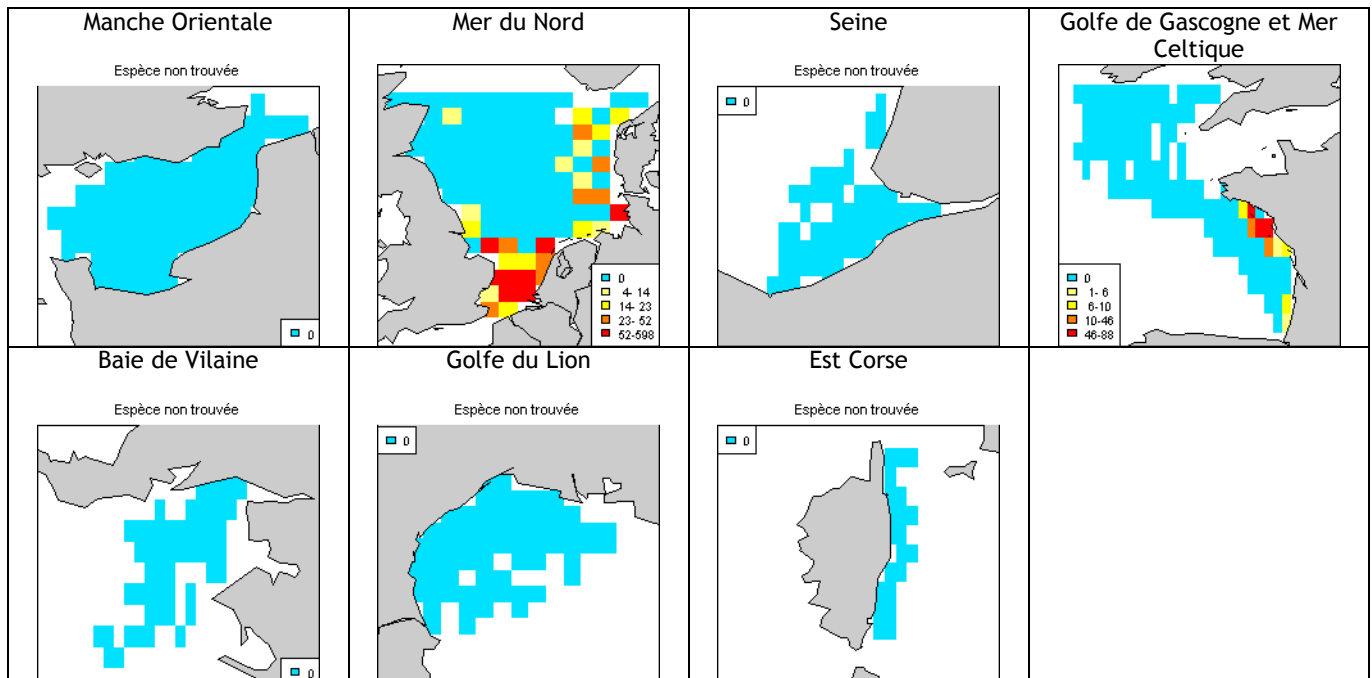 Manche Orientale
Espèce non trouvée
0
Mer du Nord
0
4- 14
14- 23
23- 52
52-598
Seine
Espèce non trouvée
0
Golfe de Gascogne et Mer
Celtique
0
1- 6
6-10
10-46
46-88
Baie de Vilaine
Espèce non trouvée
0
Golfe du Lion
Espèce non trouvée
0
Est Corse
Espèce non trouvée
0